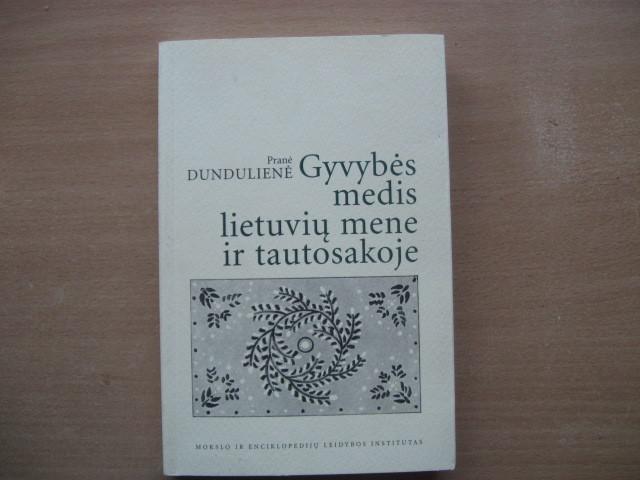 Pranė
DUNDULIENĖ Gyvybės
medis
lietuvių mene
ir tautosakoje
MOKSLO IR ENCIKLOPEDIJŲ LEIDYBOS INSTITUTAS